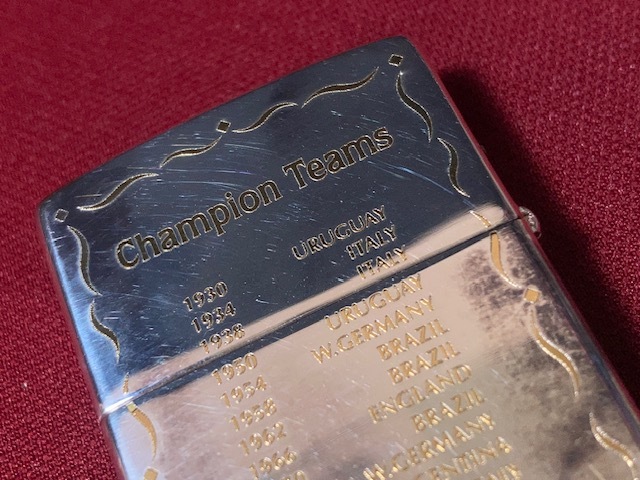 Champion Teams
1930 URUGUAY
1934 ITALY
1938 ITALY
1950 URUGUAY
1954 W.GERMANY
1958 BRAZIL
1962 BRAZIL
1966 ENGLAND
BRAZIL
W.GERMANY